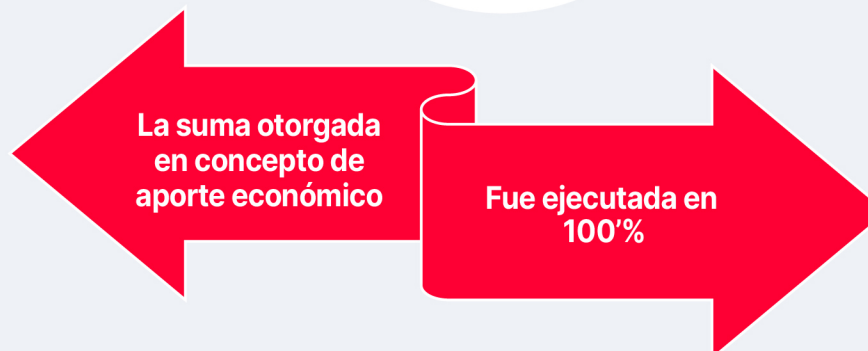 La suma otorgada
en concepto de
aporte económico
Fue ejecutada en
100’%